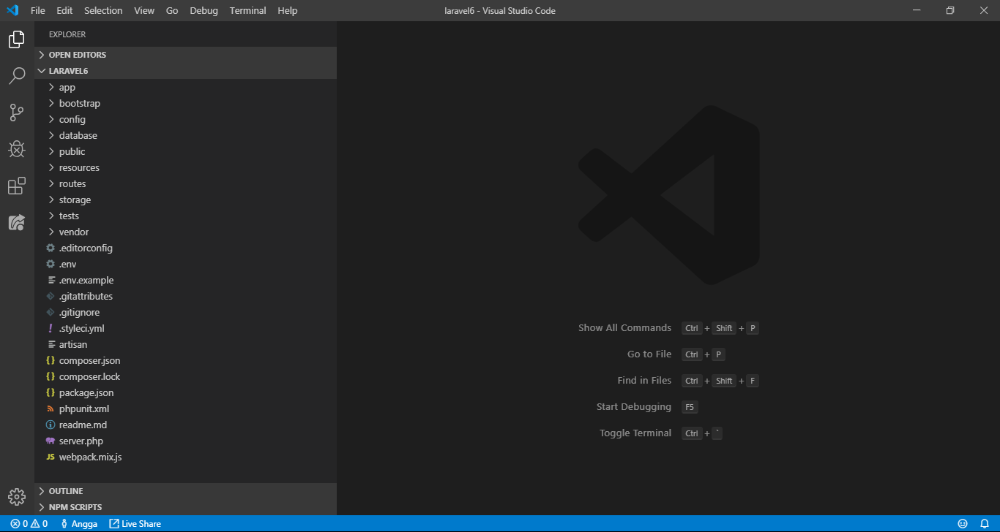 File Edit Selection View Go Debug Terminal Help laravel6 - Visual Studio Code
EXPLORER
OPEN EDITORS
LARAVEL6
app
bootstrap
config
database
public
resources
routes
storage
tests
vendor
.editorconfig
.env
.env.example
.gitattributes
.gitignore
! .styleci.yml
artisan
{} composer.json
{} composer.lock
{} package.json
phpunit.xml
readme.md
server.php
JS webpack.mix.js
OUTLINE
NPM SCRIPTS
Show All Commands Ctrl + Shift + P
Go to File Ctrl + P
Find in Files Ctrl + Shift + F
Start Debugging F5
Toggle Terminal Ctrl + `
0 0 Angga Live Share